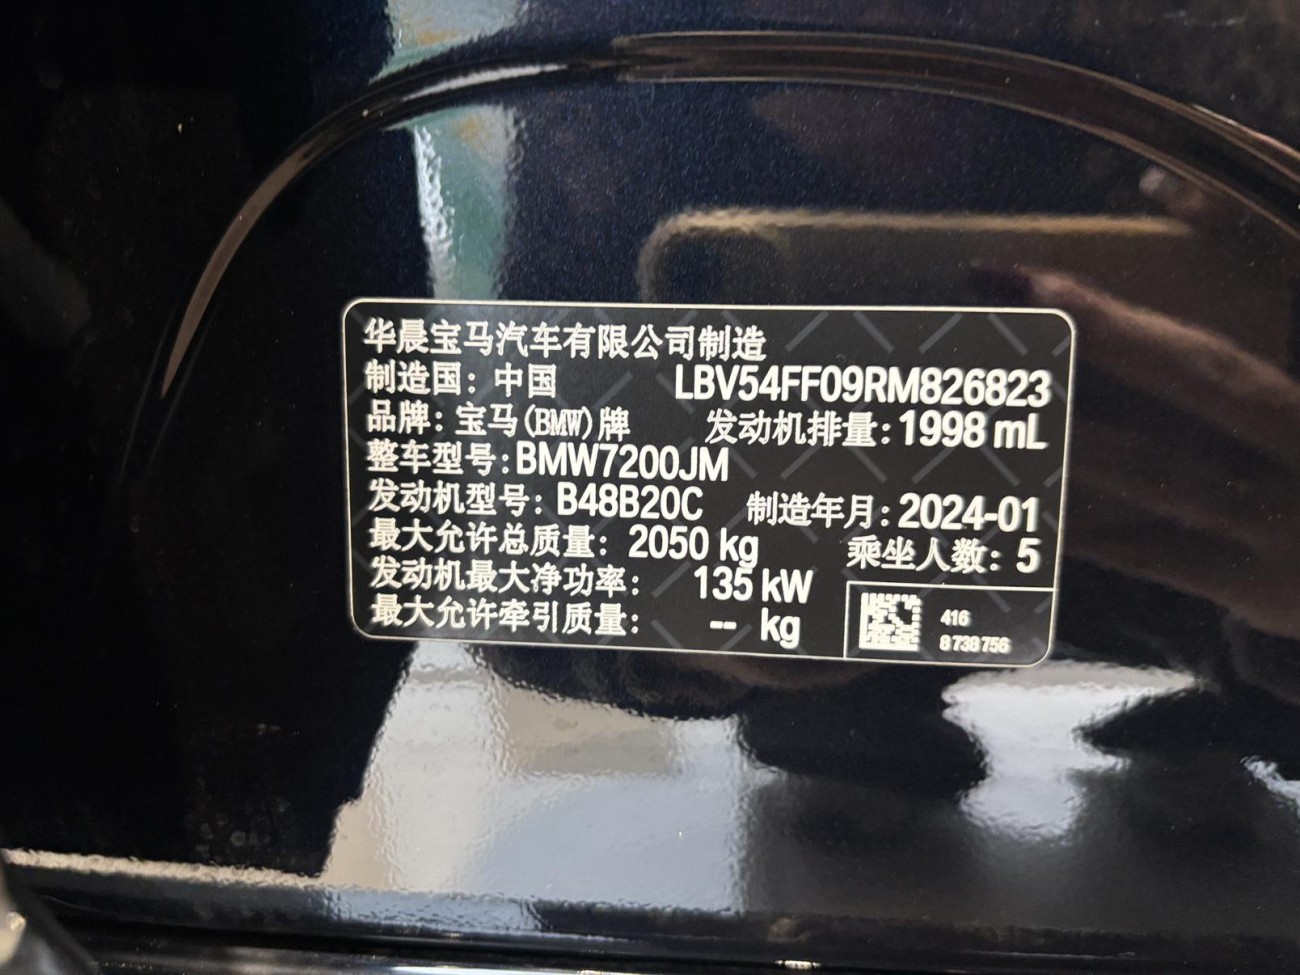 华晨宝马汽车有限公司制造
制造国：中国 LBV54FF09RM826823
品牌：宝马(BMW)牌 发动机排量：1998 mL
整车型号：BMW7200JM
发动机型号：B48B20C 制造年月：2024-01
最大允许总质量：2050 kg 乘坐人数：5
发动机最大净功率：135 kW
最大允许牵引质量：-- kg
416
8738756